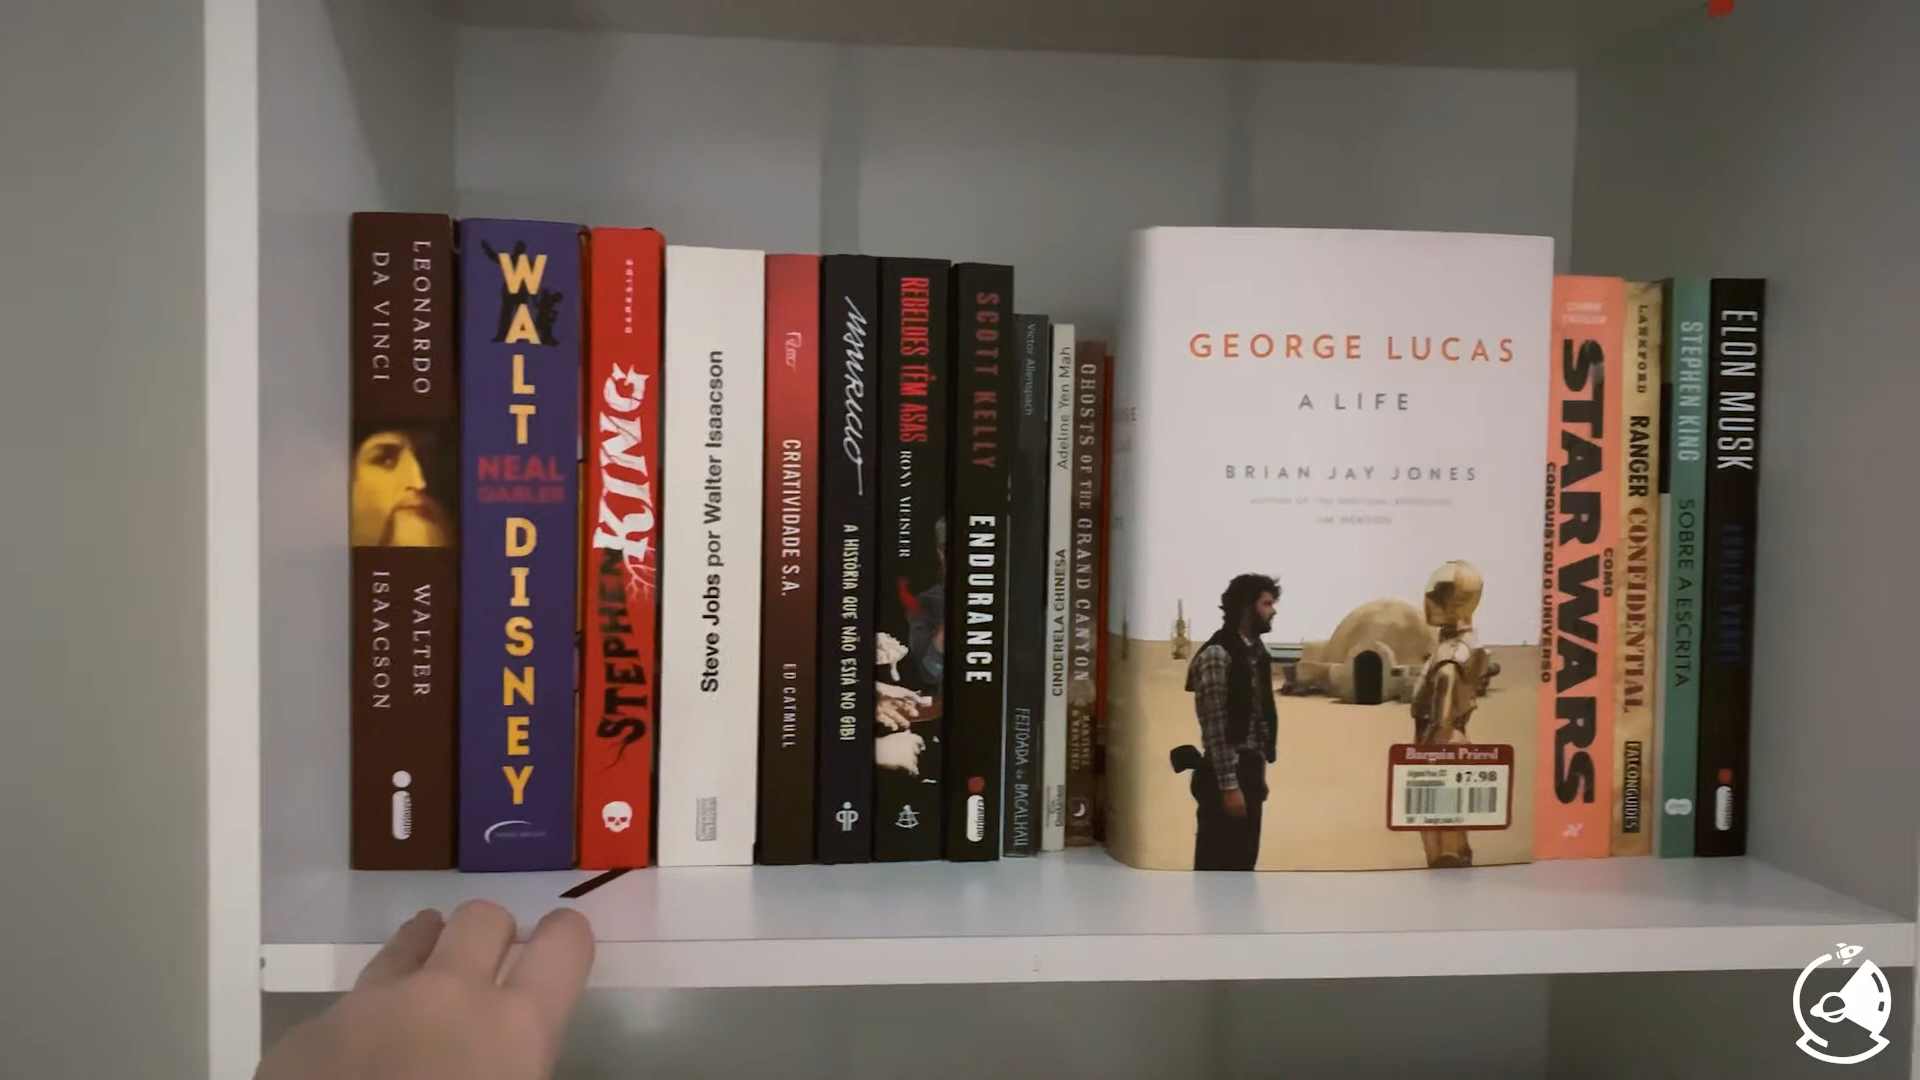 LEONARDO
DA VINCI
WALTER
ISAACSON
WALT
DISNEY
NEAL
GABLER
DARKSIDE
STEPHEN KING
Steve Jobs por Walter Isaacson
CRIATIVIDADE S.A.
ED CATMULL
MAURICIO
A HISTÓRIA QUE NÃO ESTÁ NO GIBI
REBELDES TÊM ASAS
RONY MEISLER
SCOTT KELLY
ENDURANCE
Victor Allenspach
FEIJOADA de BACALHAU
Adeline Yen Mah
CINDERELA CHINESA
GHOSTS OF THE GRAND CANYON
GEORGE LUCAS
A LIFE
BRIAN JAY JONES
Bargain Priced
$7.98
COMO
STAR WARS
CONQUISTOU O UNIVERSO
LANKFORD
RANGER CONFIDENTIAL
FALCONGUIDES
STEPHEN KING
SOBRE A ESCRITA
ELON MUSK